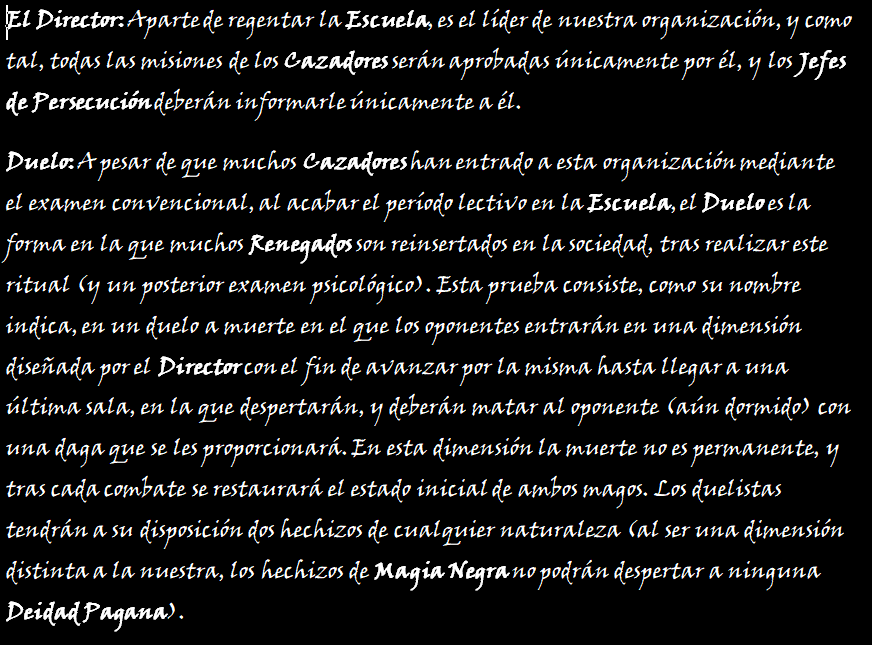 El Director: Aparte de regentar la Escuela, es el líder de nuestra organización, y como
tal, todas las misiones de los Cazadores serán aprobadas únicamente por él, y los Jefes
de Persecución deberán informarle únicamente a él.
Duelo: A pesar de que muchos Cazadores han entrado a esta organización mediante
el examen convencional, al acabar el período lectivo en la Escuela, el Duelo es la
forma en la que muchos Renegados son reinsertados en la sociedad, tras realizar este
ritual (y un posterior examen psicológico). Esta prueba consiste, como su nombre
indica, en un duelo a muerte en el que los oponentes entrarán en una dimensión
diseñada por el Director con el fin de avanzar por la misma hasta llegar a una
última sala, en la que despertarán, y deberán matar al oponente (aún dormido) con
una daga que se les proporcionará. En esta dimensión la muerte no es permanente, y
tras cada combate se restaurará el estado inicial de ambos magos. Los duelistas
tendrán a su disposición dos hechizos de cualquier naturaleza (al ser una dimensión
distinta a la nuestra, los hechizos de Magia Negra no podrán despertar a ninguna
Deidad Pagana).